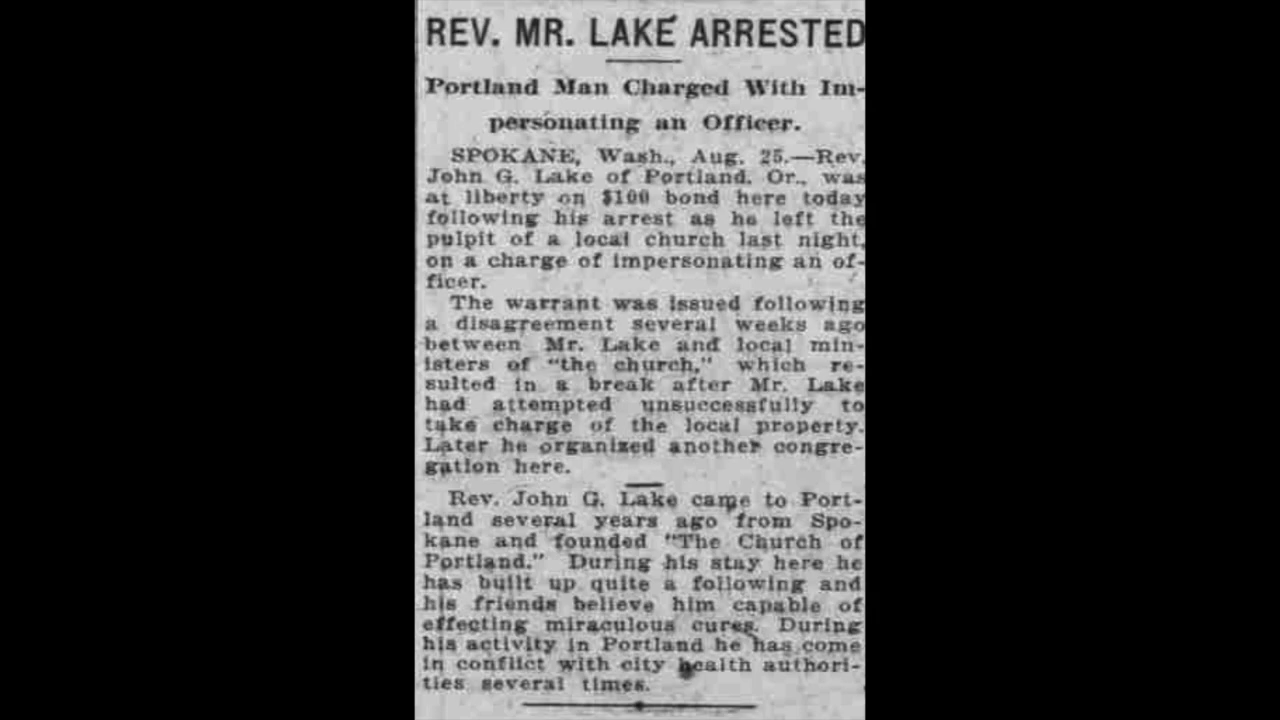 REV. MR. LAKE ARRESTED
Portland Man Charged With Im-
personating an Officer.
SPOKANE, Wash., Aug. 25.—Rev.
John G. Lake of Portland, Or., was
at liberty on $100 bond here today
following his arrest as he left the
pulpit of a local church last night,
on a charge of impersonating an of-
ficer.
The warrant was issued following
a disagreement several weeks ago
between Mr. Lake and local min-
isters of "the church," which re-
sulted in a break after Mr. Lake
had attempted unsuccessfully to
take charge of the local property.
Later he organized another congre-
gation here.
Rev. John G. Lake came to Port-
land several years ago from Spo-
kane and founded "The Church of
Portland." During his stay here he
has built up quite a following and
his friends believe him capable of
effecting miraculous cures. During
his activity in Portland he has come
in conflict with city health authori-
ties several times.